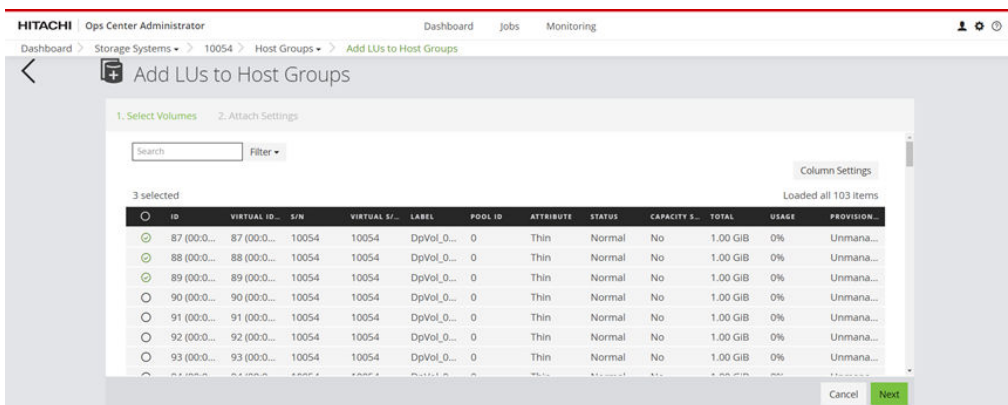 HITACHI Ops Center Administrator Dashboard Jobs Monitoring
Dashboard Storage Systems 10054 Host Groups Add LUs to Host Groups
Add LUs to Host Groups
1. Select Volumes 2. Attach Settings
Search Filter
Column Settings
3 selected Loaded all 103 items
ID VIRTUAL ID... S/N VIRTUAL S/... LABEL POOL ID ATTRIBUTE STATUS CAPACITY S... TOTAL USAGE PROVISION...
87 (00:0... 87 (00:0... 10054 10054 DpVol_0... 0 Thin Normal No 1.00 GiB 0% Unmana...
88 (00:0... 88 (00:0... 10054 10054 DpVol_0... 0 Thin Normal No 1.00 GiB 0% Unmana...
89 (00:0... 89 (00:0... 10054 10054 DpVol_0... 0 Thin Normal No 1.00 GiB 0% Unmana...
90 (00:0... 90 (00:0... 10054 10054 DpVol_0... 0 Thin Normal No 1.00 GiB 0% Unmana...
91 (00:0... 91 (00:0... 10054 10054 DpVol_0... 0 Thin Normal No 1.00 GiB 0% Unmana...
92 (00:0... 92 (00:0... 10054 10054 DpVol_0... 0 Thin Normal No 1.00 GiB 0% Unmana...
93 (00:0... 93 (00:0... 10054 10054 DpVol_0... 0 Thin Normal No 1.00 GiB 0% Unmana...
Cancel Next